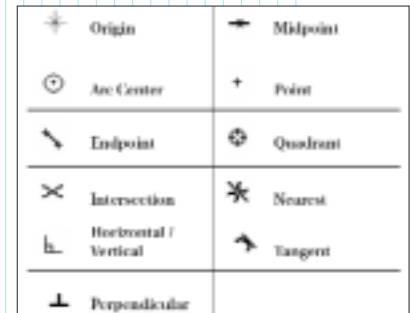 Origin
Midpoint
Arc Center
Point
Endpoint
Quadrant
Intersection
Nearest
Horizontal /
Vertical
Tangent
Perpendicular